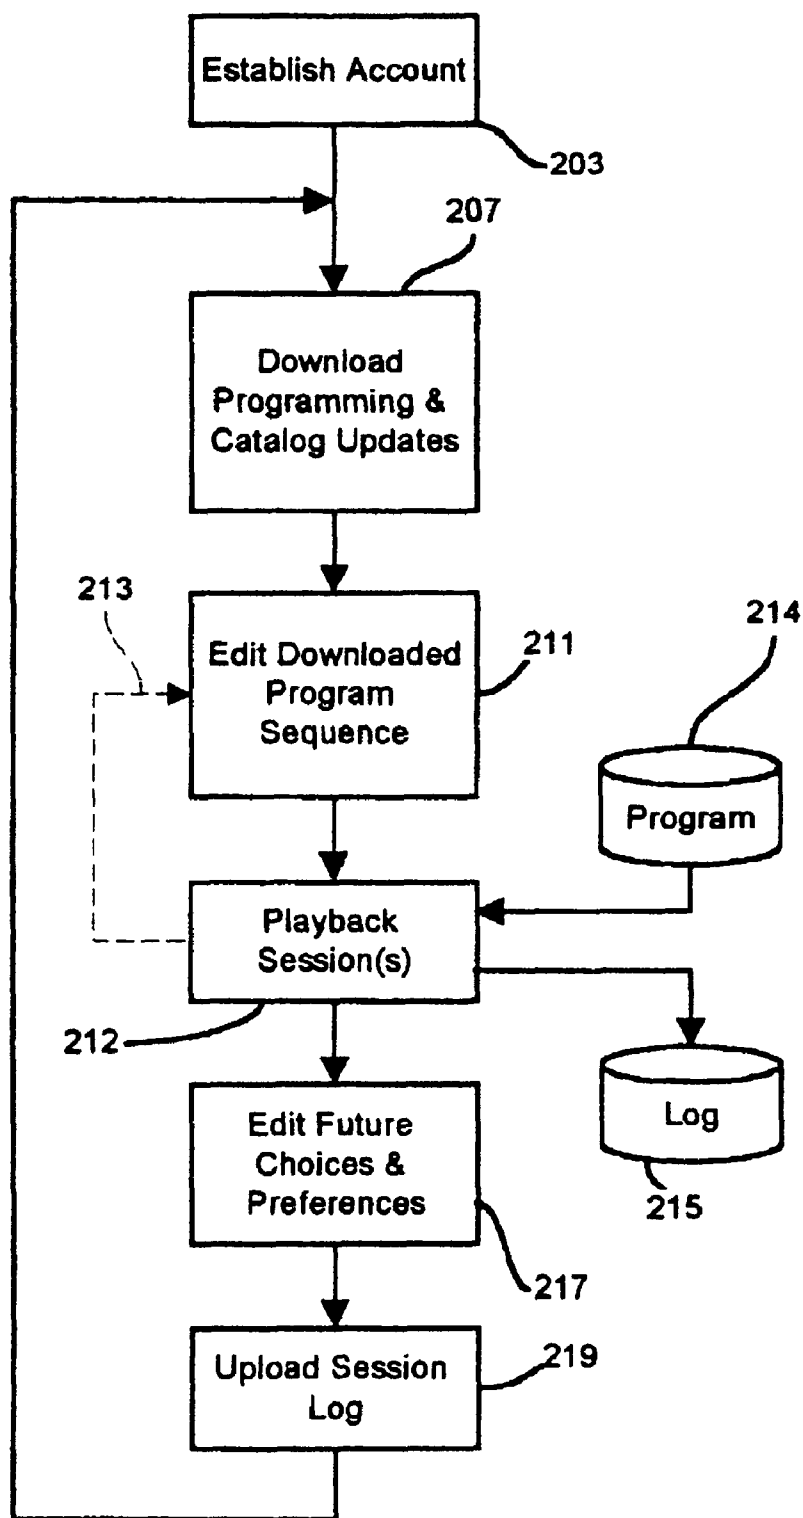 Establish Account
203
207
Download
Programming &
Catalog Updates
213
Edit Downloaded
Program
Sequence
211
214
Program
Playback
Session(s)
212
Log
215
Edit Future
Choices &
Preferences
217
Upload Session
Log
219